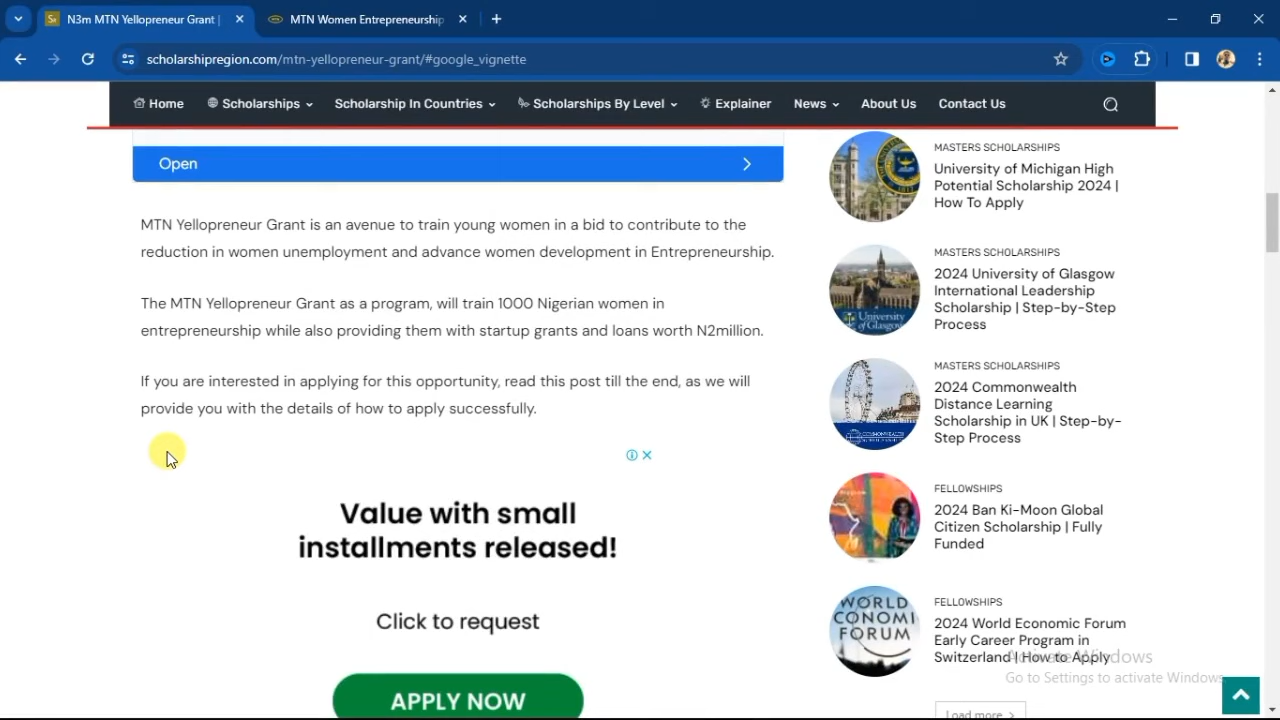 N3m MTN Yellopreneur Grant |
MTN Women Entrepreneurship
scholarshipregion.com/mtn-yellopreneur-grant/#google_vignette
Home
Scholarships
Scholarship In Countries
Scholarships By Level
Explainer
News
About Us
Contact Us
Open
MTN Yellopreneur Grant is an avenue to train young women in a bid to contribute to the
reduction in women unemployment and advance women development in Entrepreneurship.
The MTN Yellopreneur Grant as a program, will train 1000 Nigerian women in
entrepreneurship while also providing them with startup grants and loans worth N2million.
If you are interested in applying for this opportunity, read this post till the end, as we will
provide you with the details of how to apply successfully.
Value with small
installments released!
Click to request
APPLY NOW
MASTERS SCHOLARSHIPS
University of Michigan High
Potential Scholarship 2024 |
How To Apply
MASTERS SCHOLARSHIPS
2024 University of Glasgow
International Leadership
Scholarship | Step-by-Step
Process
University
of Glasgow
MASTERS SCHOLARSHIPS
2024 Commonwealth
Distance Learning
Scholarship in UK | Step-by-
Step Process
FELLOWSHIPS
2024 Ban Ki-Moon Global
Citizen Scholarship | Fully
Funded
FELLOWSHIPS
2024 World Economic Forum
Early Career Program in
Switzerland | How to Apply
WORLD
ECONOMI
FORUM
Activate Windows
Go to Settings to activate Windows.
Load more